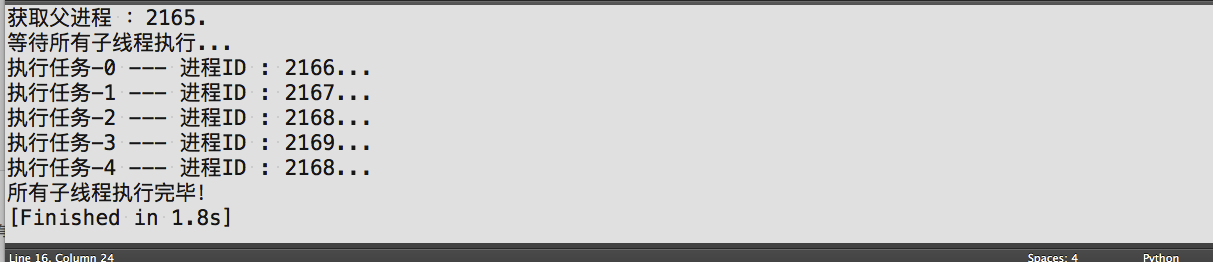 获取父进程 : 2165.
等待所有子线程执行...
执行任务-0 --- 进程ID : 2166...
执行任务-1 --- 进程ID : 2167...
执行任务-2 --- 进程ID : 2168...
执行任务-3 --- 进程ID : 2169...
执行任务-4 --- 进程ID : 2168...
所有子线程执行完毕!
[Finished in 1.8s]
Line 16, Column 24 Spaces: 4 Python